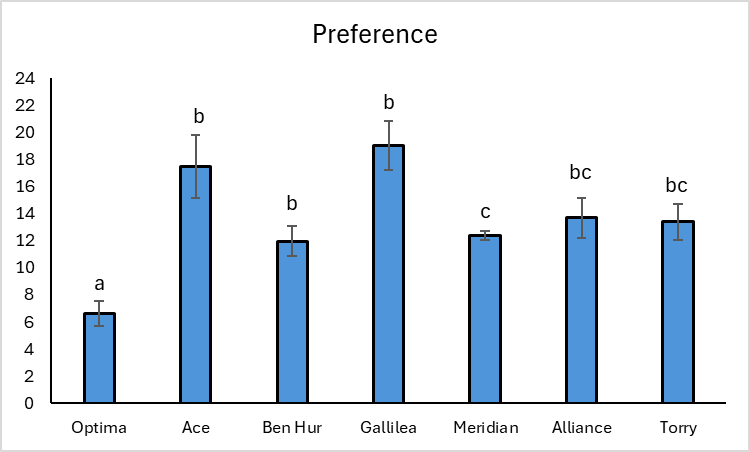 Preference
24
22
20
18
16
14
12
10
8
6
4
2
0
a
b
b
b
c
bc
bc
Optima Ace Ben Hur Gallilea Meridian Alliance Torry